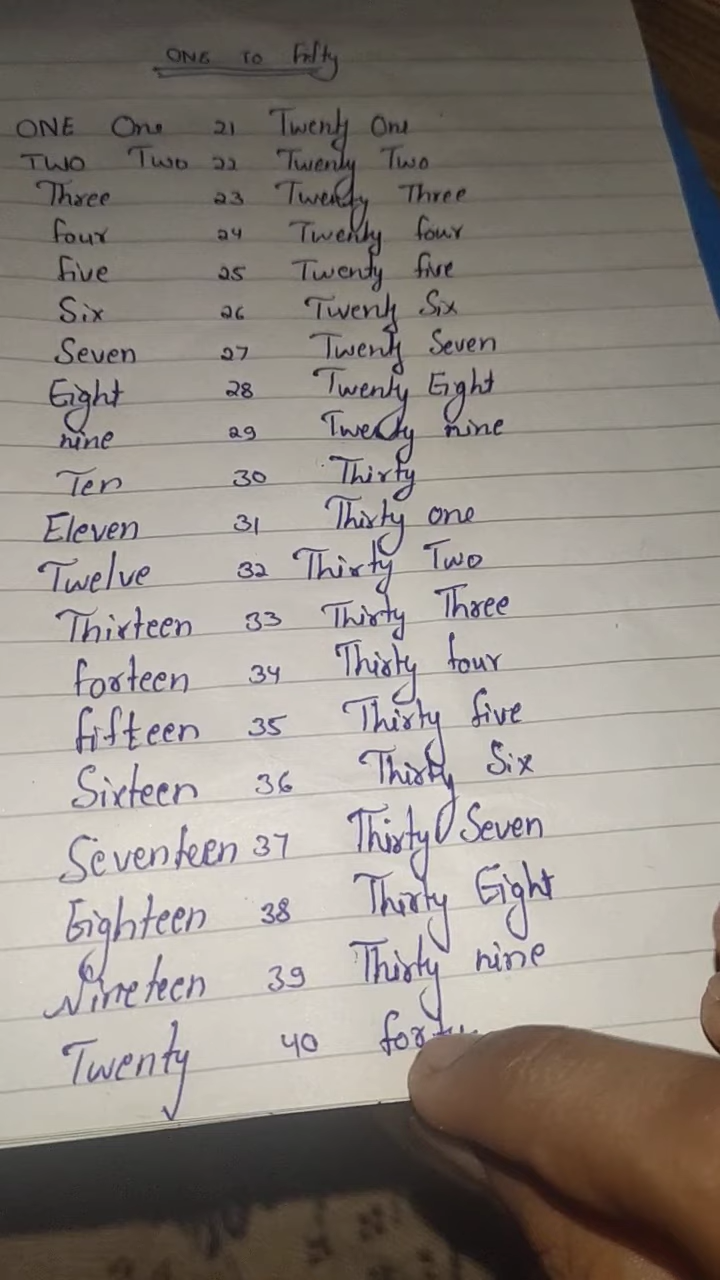 ONE TO Fifty
ONE One 21 Twenty One
TWO Two 22 Twenty Two
Three 23 Twenty Three
four 24 Twenty four
five 25 Twenty five
Six 26 Twenty Six
Seven 27 Twenty Seven
Eight 28 Twenty Eight
nine 29 Twenty nine
Ten 30 Thirty
Eleven 31 Thirty one
Twelve 32 Thirty Two
Thirteen 33 Thirty Three
forteen 34 Thirty four
fifteen 35 Thirty five
Sixteen 36 Thirty Six
Seventeen 37 Thirty Seven
Eighteen 38 Thirty Eight
Nineteen 39 Thirty nine
Twenty 40 forty